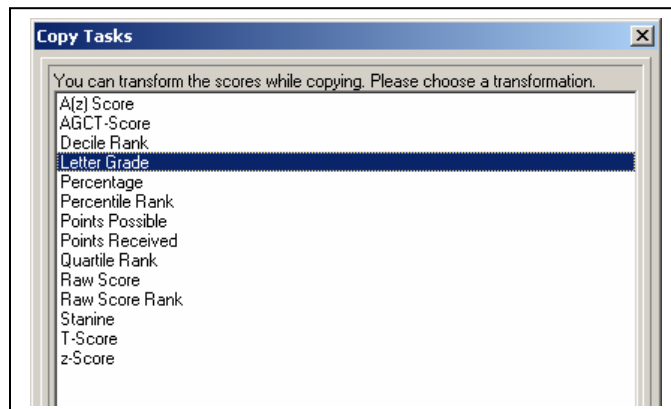 Copy Tasks
You can transform the scores while copying. Please choose a transformation.
A(z) Score
AGCT-Score
Decile Rank
Letter Grade
Percentage
Percentile Rank
Points Possible
Points Received
Quartile Rank
Raw Score
Raw Score Rank
Stanine
T-Score
z-Score